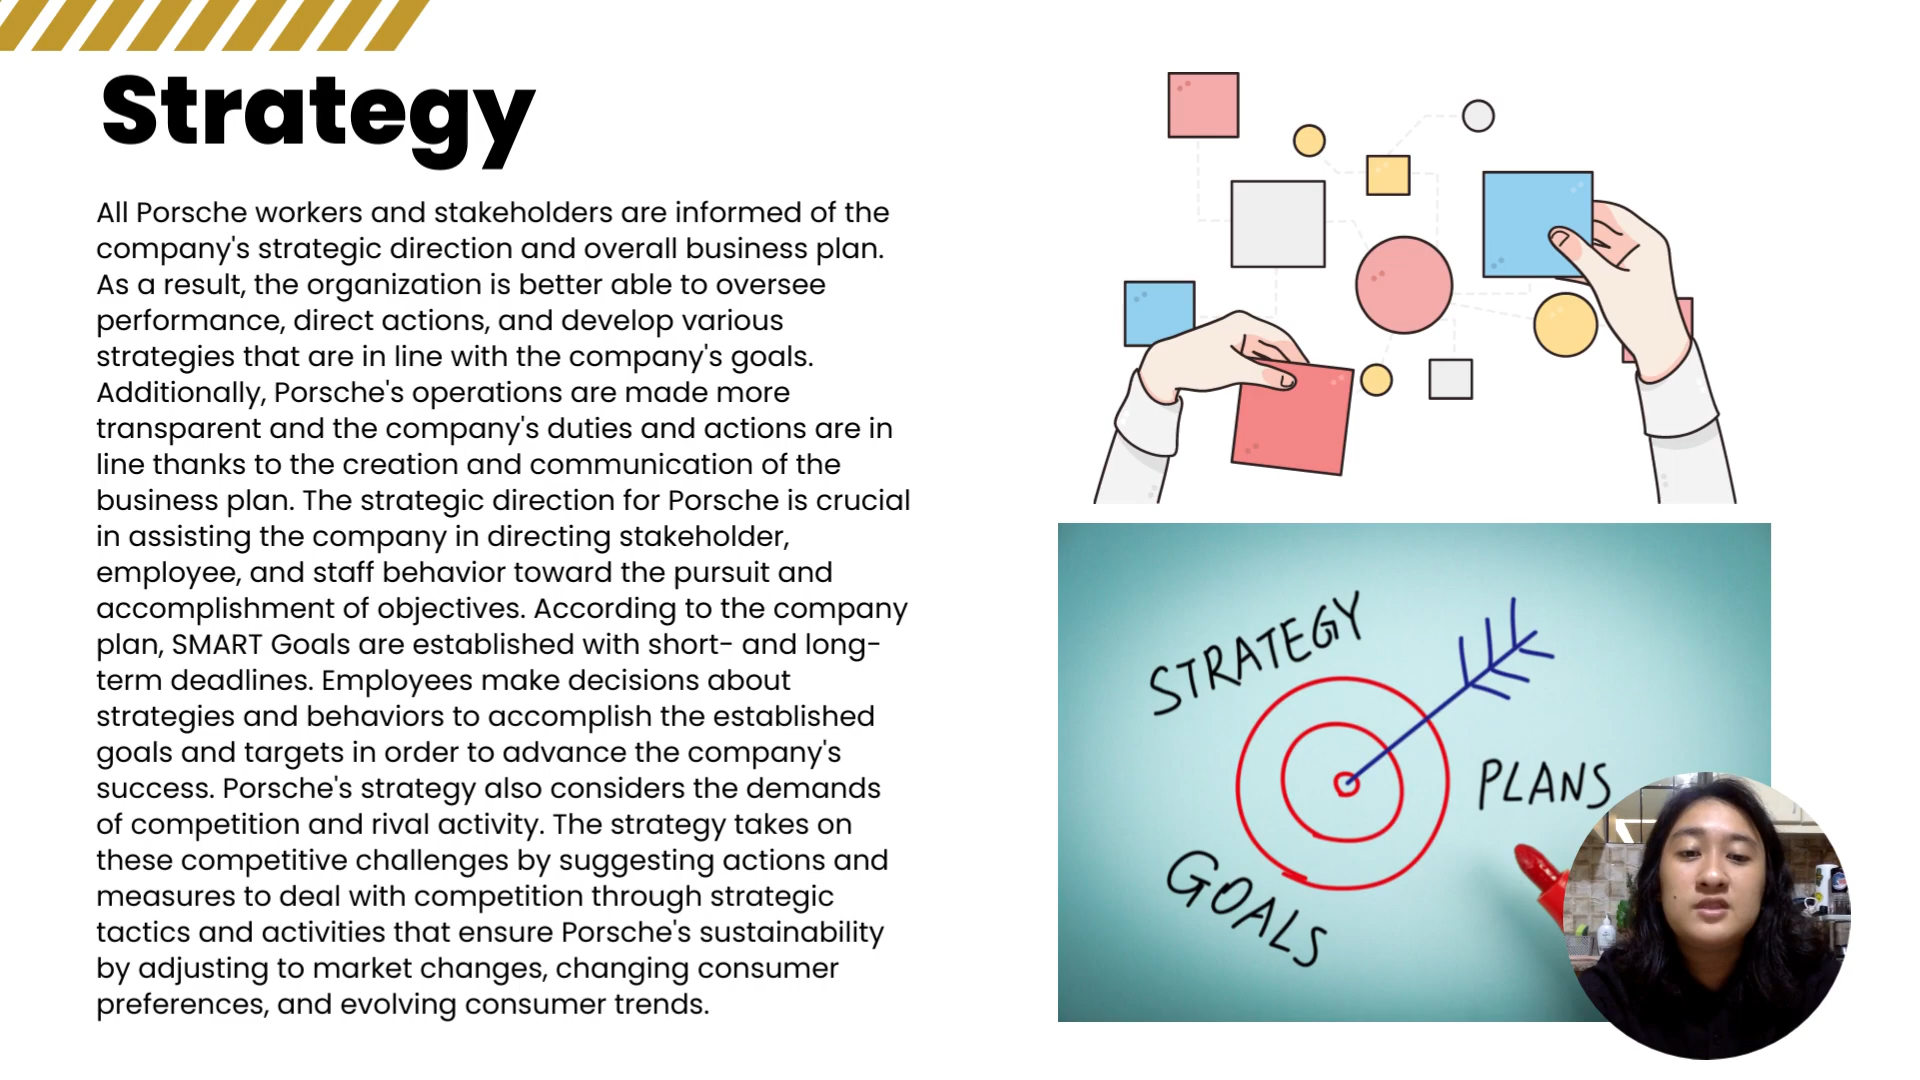 Strategy
All Porsche workers and stakeholders are informed of the
company's strategic direction and overall business plan.
As a result, the organization is better able to oversee
performance, direct actions, and develop various
strategies that are in line with the company's goals.
Additionally, Porsche's operations are made more
transparent and the company's duties and actions are in
line thanks to the creation and communication of the
business plan. The strategic direction for Porsche is crucial
in assisting the company in directing stakeholder,
employee, and staff behavior toward the pursuit and
accomplishment of objectives. According to the company
plan, SMART Goals are established with short- and long-
term deadlines. Employees make decisions about
strategies and behaviors to accomplish the established
goals and targets in order to advance the company's
success. Porsche's strategy also considers the demands
of competition and rival activity. The strategy takes on
these competitive challenges by suggesting actions and
measures to deal with competition through strategic
tactics and activities that ensure Porsche's sustainability
by adjusting to market changes, changing consumer
preferences, and evolving consumer trends.
STRATEGY
PLANS
GOALS